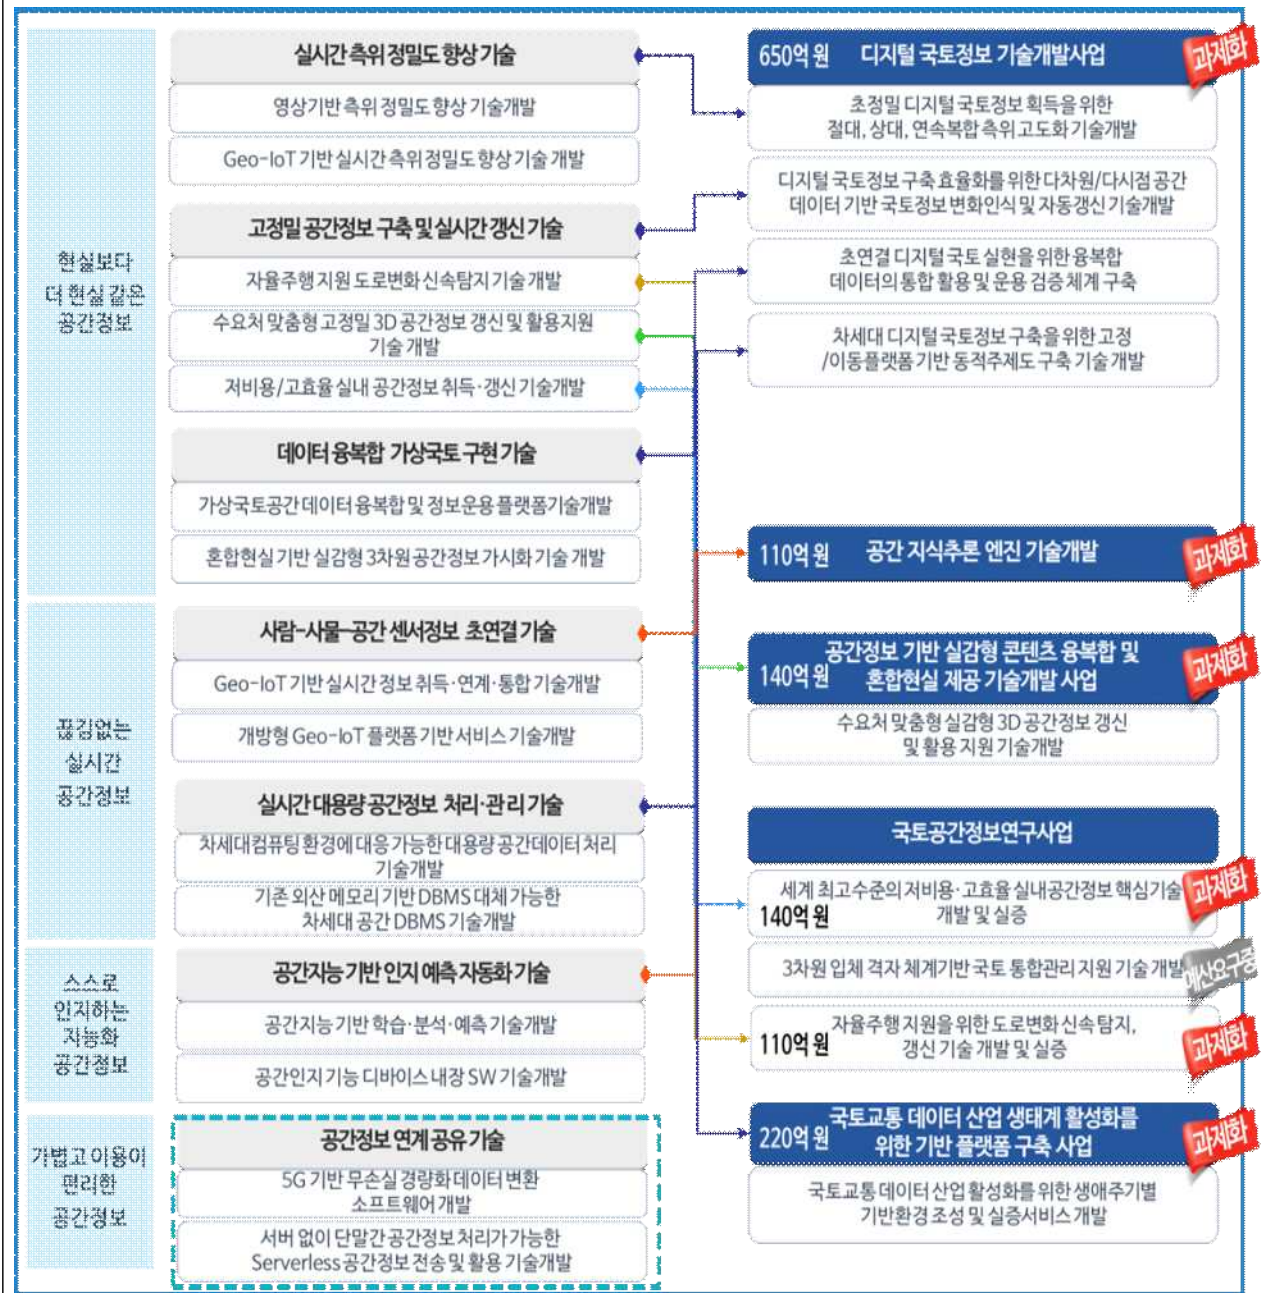 현실보다
더 현실 같은
공간정보
실시간 측위 정밀도 향상 기술
영상기반 측위 정밀도 향상 기술개발
Geo-IoT 기반 실시간 측위 정밀도 향상 기술 개발
고정밀 공간정보 구축 및 실시간 갱신 기술
자율주행 지원 도로변화 신속탐지 기술 개발
수요처 맞춤형 고정밀 3D 공간정보 갱신 및 활용지원
기술 개발
저비용/고효율 실내 공간정보 취득·갱신 기술개발
데이터 융복합 가상국토 구현 기술
가상국토공간 데이터 융복합 및 정보운용 플랫폼기술개발
혼합현실 기반 실감형 3차원 공간정보 가시화 기술 개발
끊김없는
실시간
공간정보
사람-사물-공간 센서정보 초연결 기술
Geo-IoT 기반 실시간 정보 취득·연계·통합 기술개발
개방형 Geo-IoT 플랫폼 기반 서비스 기술개발
실시간 대용량 공간정보 처리·관리 기술
차세대컴퓨팅 환경에 대응 가능한 대용량 공간데이터 처리
기술개발
기존 외산 메모리 기반 DBMS 대체 가능한
차세대 공간 DBMS 기술개발
스스로
인지하는
지능화
공간정보
공간지능 기반 인지 예측 자동화 기술
공간지능 기반 학습·분석·예측 기술개발
공간인지 기능 디바이스 내장 SW 기술개발
가볍고 이용이
편리한
공간정보
공간정보 연계 공유 기술
5G 기반 무손실 경량화 데이터 변환
소프트웨어 개발
서버 없이 단말간 공간정보 처리가 가능한
Serverless 공간정보 전송 및 활용 기술개발
650억 원 디지털 국토정보 기술개발사업
과제화
초정밀 디지털 국토정보 획득을 위한
절대, 상대, 연속복합 측위 고도화 기술개발
디지털 국토정보 구축 효율화를 위한 다차원/다시점 공간
데이터 기반 국토정보 변화인식 및 자동갱신 기술개발
초연결 디지털 국토 실현을 위한 융복합
데이터의 통합 활용 및 운용 검증 체계 구축
차세대 디지털 국토정보 구축을 위한 고정
/이동플랫폼 기반 동적주제도 구축 기술 개발
110억 원 공간 지식추론 엔진 기술개발
과제화
공간정보 기반 실감형 콘텐츠 융복합 및
140억 원 혼합현실 제공 기술개발 사업
과제화
수요처 맞춤형 실감형 3D 공간정보 갱신
및 활용 지원 기술개발
국토공간정보연구사업
세계 최고수준의 저비용·고효율 실내공간정보 핵심기술
140억 원 개발 및 실증
과제화
3차원 입체 격자 체계기반 국토 통합관리 지원 기술 개발
예산요구중
자율주행 지원을 위한 도로변화 신속 탐지,
110억 원 갱신 기술 개발 및 실증
과제화
국토교통 데이터 산업 생태계 활성화를
220억 원 위한 기반 플랫폼 구축 사업
과제화
국토교통 데이터 산업 활성화를 위한 생애주기별
기반환경 조성 및 실증서비스 개발